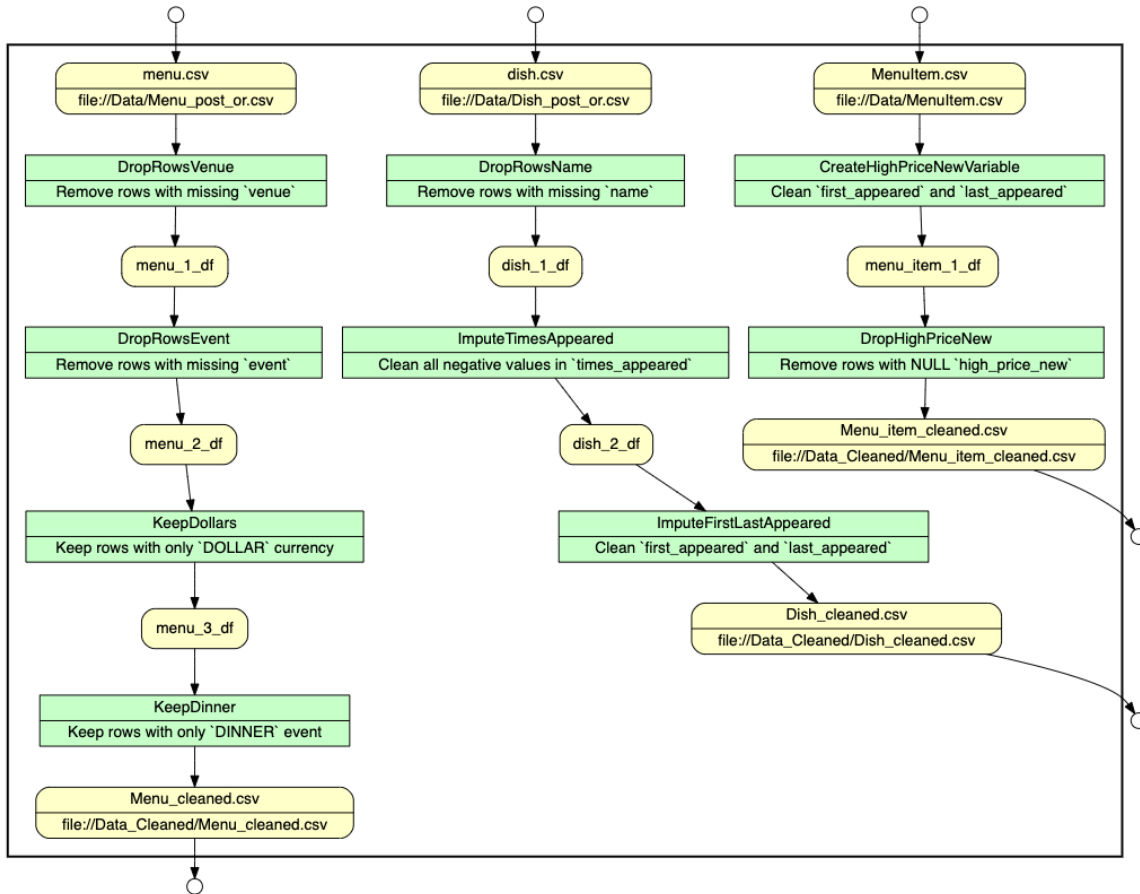 menu.csv
file://Data/Menu_post_or.csv
DropRowsVenue
Remove rows with missing `venue`
menu_1_df
DropRowsEvent
Remove rows with missing `event`
menu_2_df
KeepDollars
Keep rows with only `DOLLAR` currency
menu_3_df
KeepDinner
Keep rows with only `DINNER` event
Menu_cleaned.csv
file://Data_Cleaned/Menu_cleaned.csv
dish.csv
file://Data/Dish_post_or.csv
DropRowsName
Remove rows with missing `name`
dish_1_df
ImputeTimesAppeared
Clean all negative values in `times_appeared`
dish_2_df
ImputeFirstLastAppeared
Clean `first_appeared` and `last_appeared`
Dish_cleaned.csv
file://Data_Cleaned/Dish_cleaned.csv
MenuItem.csv
file://Data/MenuItem.csv
CreateHighPriceNewVariable
Clean `first_appeared` and `last_appeared`
menu_item_1_df
DropHighPriceNew
Remove rows with NULL `high_price_new`
Menu_item_cleaned.csv
file://Data_Cleaned/Menu_item_cleaned.csv